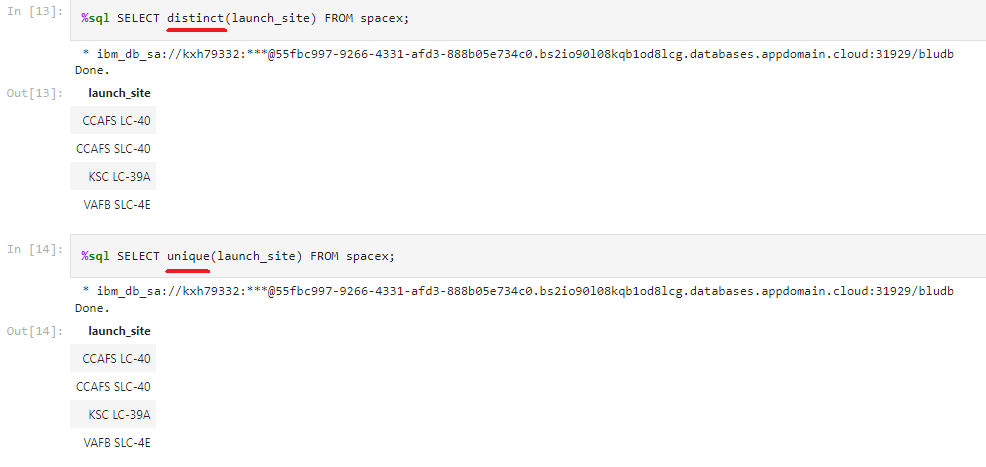 In [13]:
%sql SELECT distinct(launch_site) FROM spacex;
* ibm_db_sa://kxh79332:***@55fbc997-9266-4331-afd3-888b05e734c0.bs2io90l08kqb1od8lcg.databases.appdomain.cloud:31929/bludb
Done.
Out[13]:
launch_site
CCAFS LC-40
CCAFS SLC-40
KSC LC-39A
VAFB SLC-4E
In [14]:
%sql SELECT unique(launch_site) FROM spacex;
* ibm_db_sa://kxh79332:***@55fbc997-9266-4331-afd3-888b05e734c0.bs2io90l08kqb1od8lcg.databases.appdomain.cloud:31929/bludb
Done.
Out[14]:
launch_site
CCAFS LC-40
CCAFS SLC-40
KSC LC-39A
VAFB SLC-4E